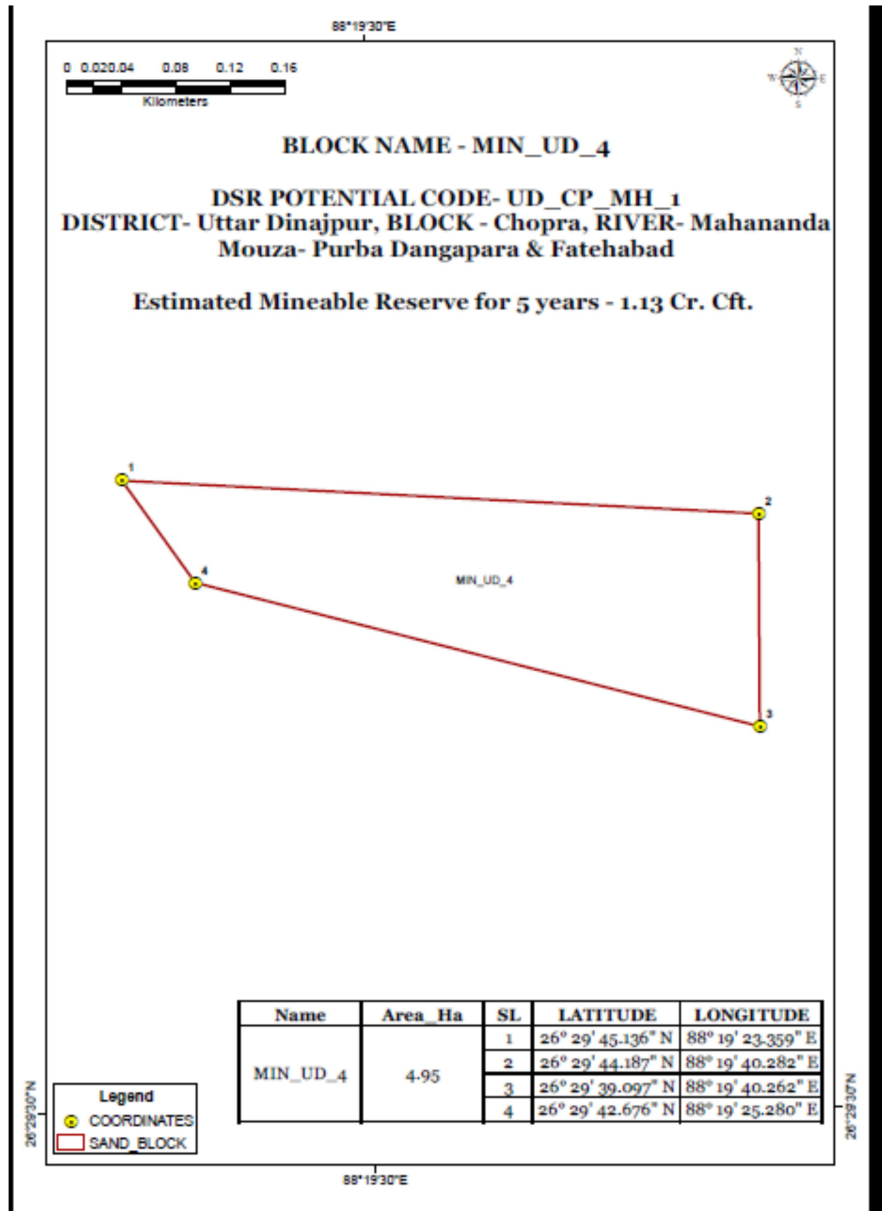 88°19'30"E
0 0.020.04 0.08 0.12 0.16
Kilometers
N
W E
S
BLOCK NAME - MIN_UD_4
DSR POTENTIAL CODE- UD_CP_MH_1
DISTRICT- Uttar Dinajpur, BLOCK - Chopra, RIVER- Mahananda
Mouza- Purba Dangapara & Fatehabad
Estimated Mineable Reserve for 5 years - 1.13 Cr. Cft.
1
2
4
MIN_UD_4
3
Name Area_Ha SL LATITUDE LONGITUDE
MIN_UD_4 4.95
1 26° 29' 45.136" N 88° 19' 23.359" E
2 26° 29' 44.187" N 88° 19' 40.282" E
3 26° 29' 39.097" N 88° 19' 40.262" E
4 26° 29' 42.676" N 88° 19' 25.280" E
Legend
COORDINATES
SAND_BLOCK
26°29'30"N
26°29'30"N
88°19'30"E